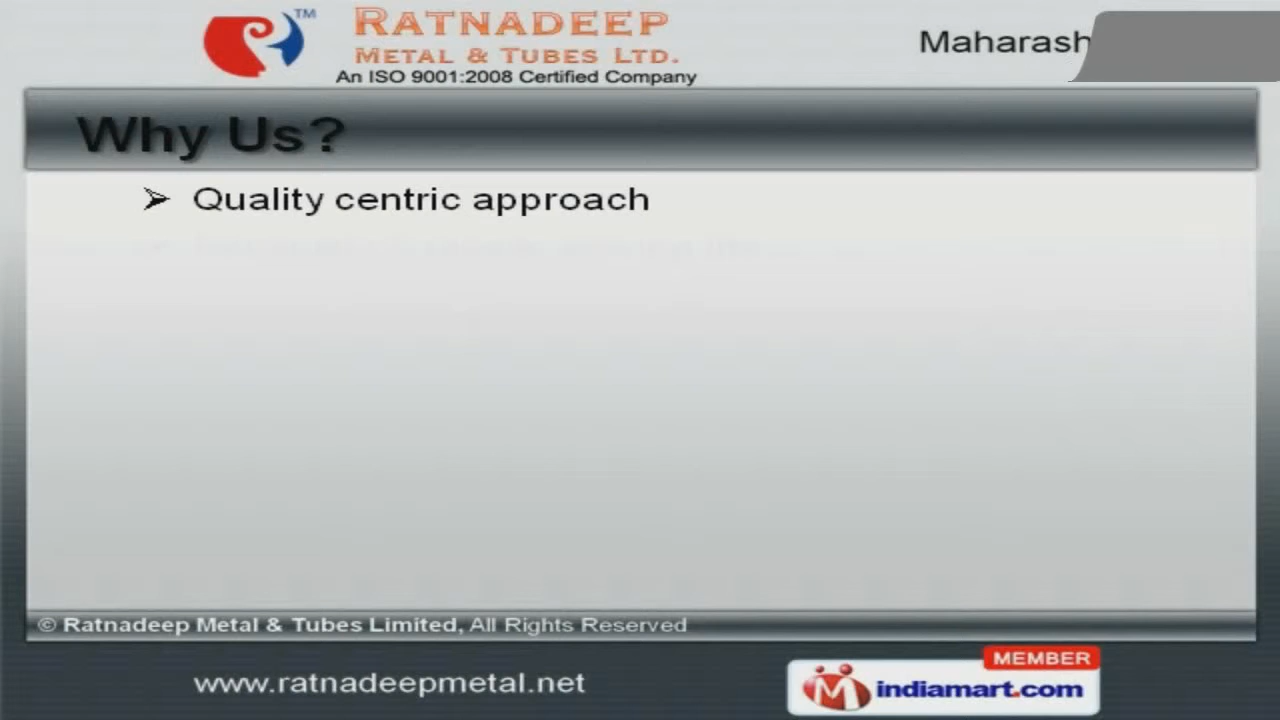 TM
RATNADEEP
METAL & TUBES LTD.
An ISO 9001:2008 Certified Company
Why Us?
➢ Quality centric approach
© Ratnadeep Metal & Tubes Limited, All Rights Reserved
www.ratnadeepmetal.net
MEMBER
indiamart.com